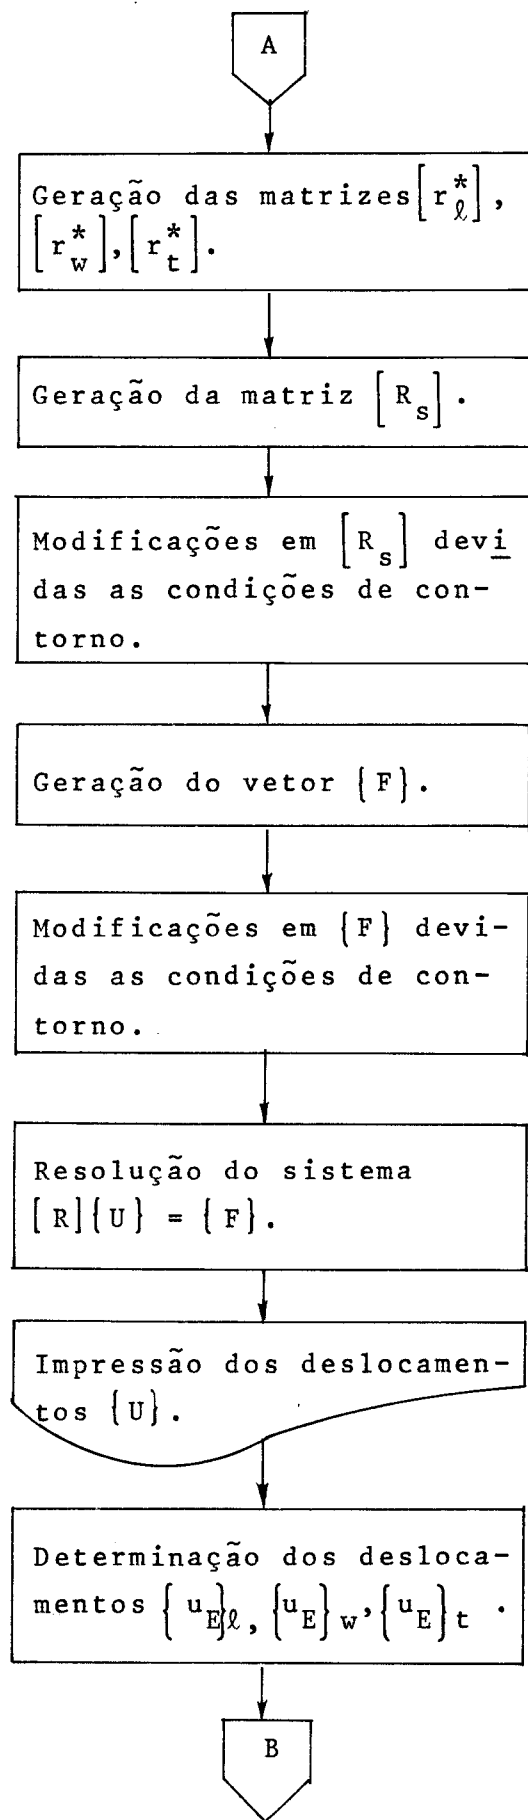 A
Geração das matrizes [r*ℓ],
[r*w], [r*t].
Geração da matriz [Rs].
Modificações em [Rs] devi
das as condições de con-
torno.
Geração do vetor {F}.
Modificações em {F} devi-
das as condições de con-
torno.
Resolução do sistema
[R]{U} = {F}.
Impressão dos deslocamen-
tos {U}.
Determinação dos desloca-
mentos {uE}ℓ, {uE}w, {uE}t.
B